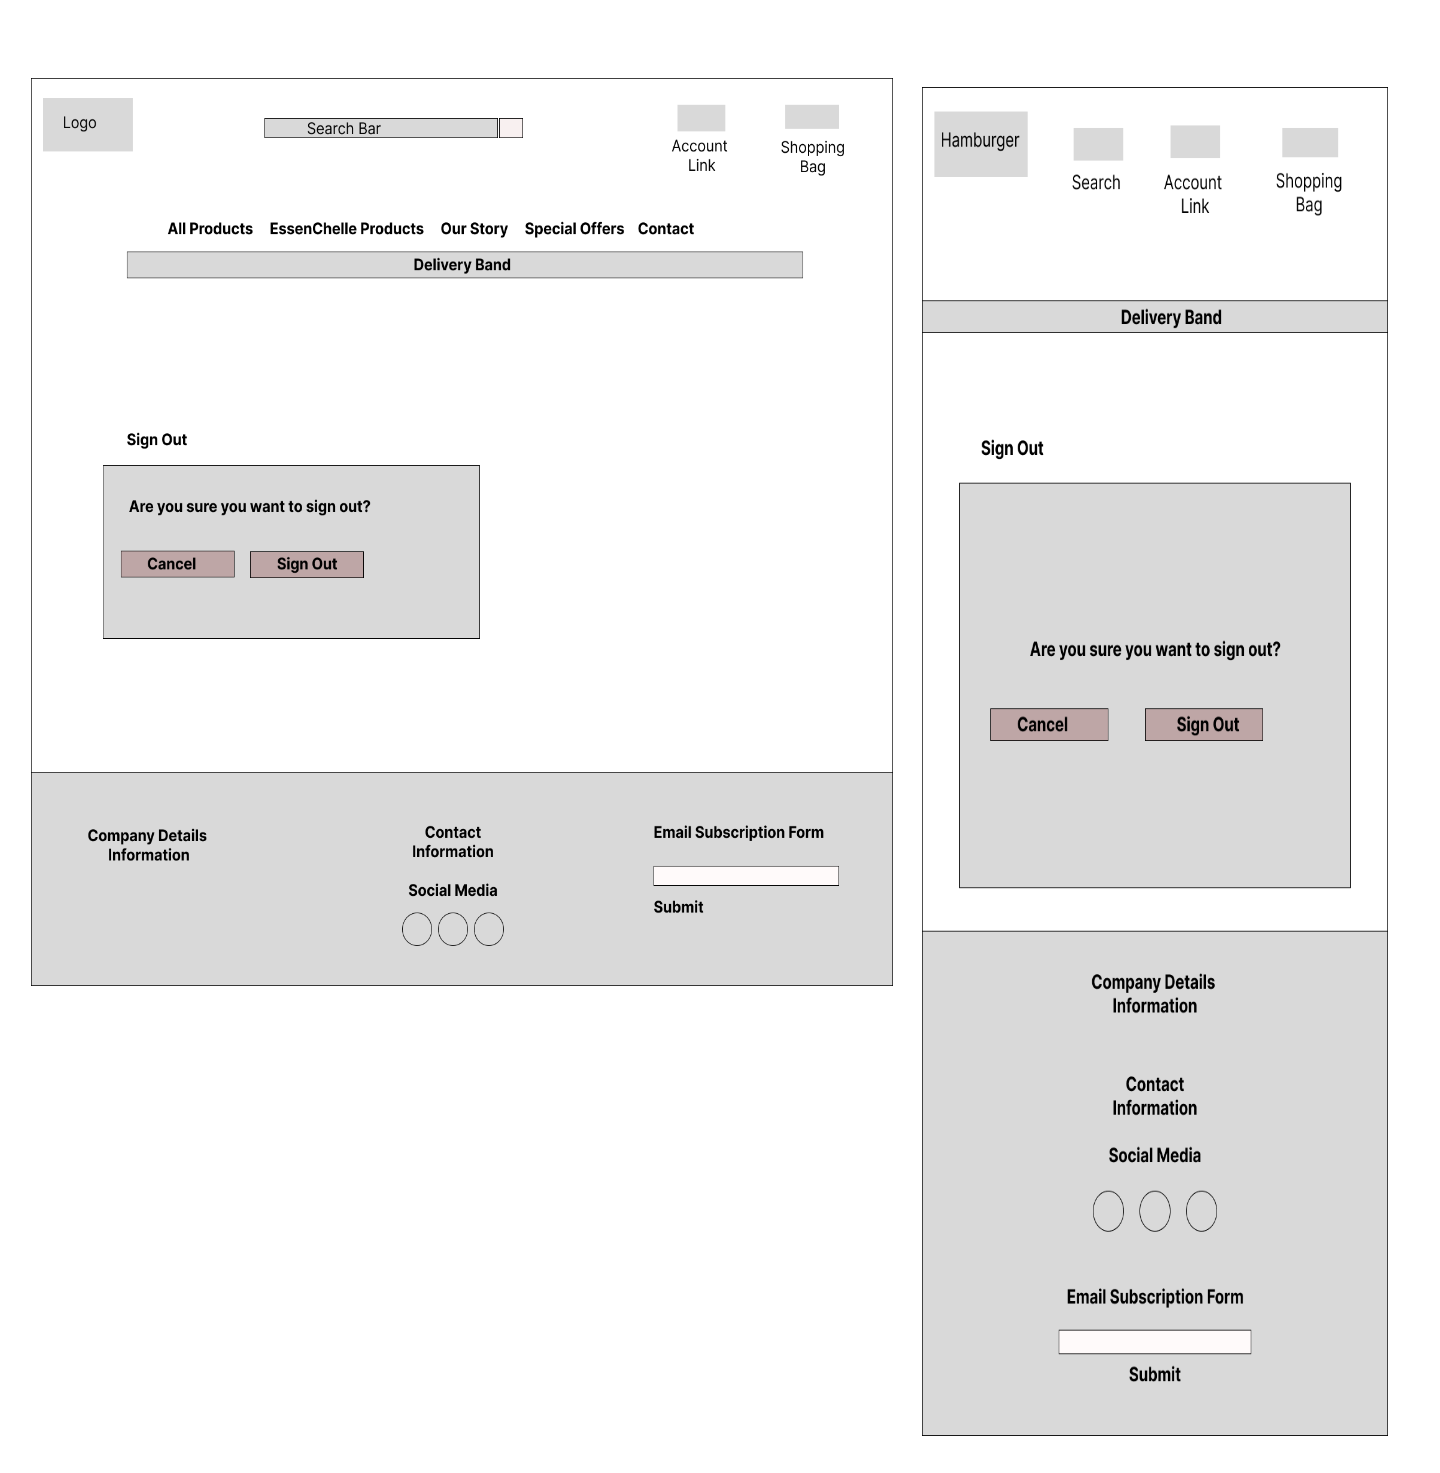 Logo
Search Bar
Account
Link
Shopping
Bag
All Products
EssenChelle Products
Our Story
Special Offers
Contact
Delivery Band
Sign Out
Are you sure you want to sign out?
Cancel
Sign Out
Company Details
Information
Contact
Information
Social Media
Email Subscription Form
Submit
Hamburger
Search
Account
Link
Shopping
Bag
Delivery Band
Sign Out
Are you sure you want to sign out?
Cancel
Sign Out
Company Details
Information
Contact
Information
Social Media
Email Subscription Form
Submit